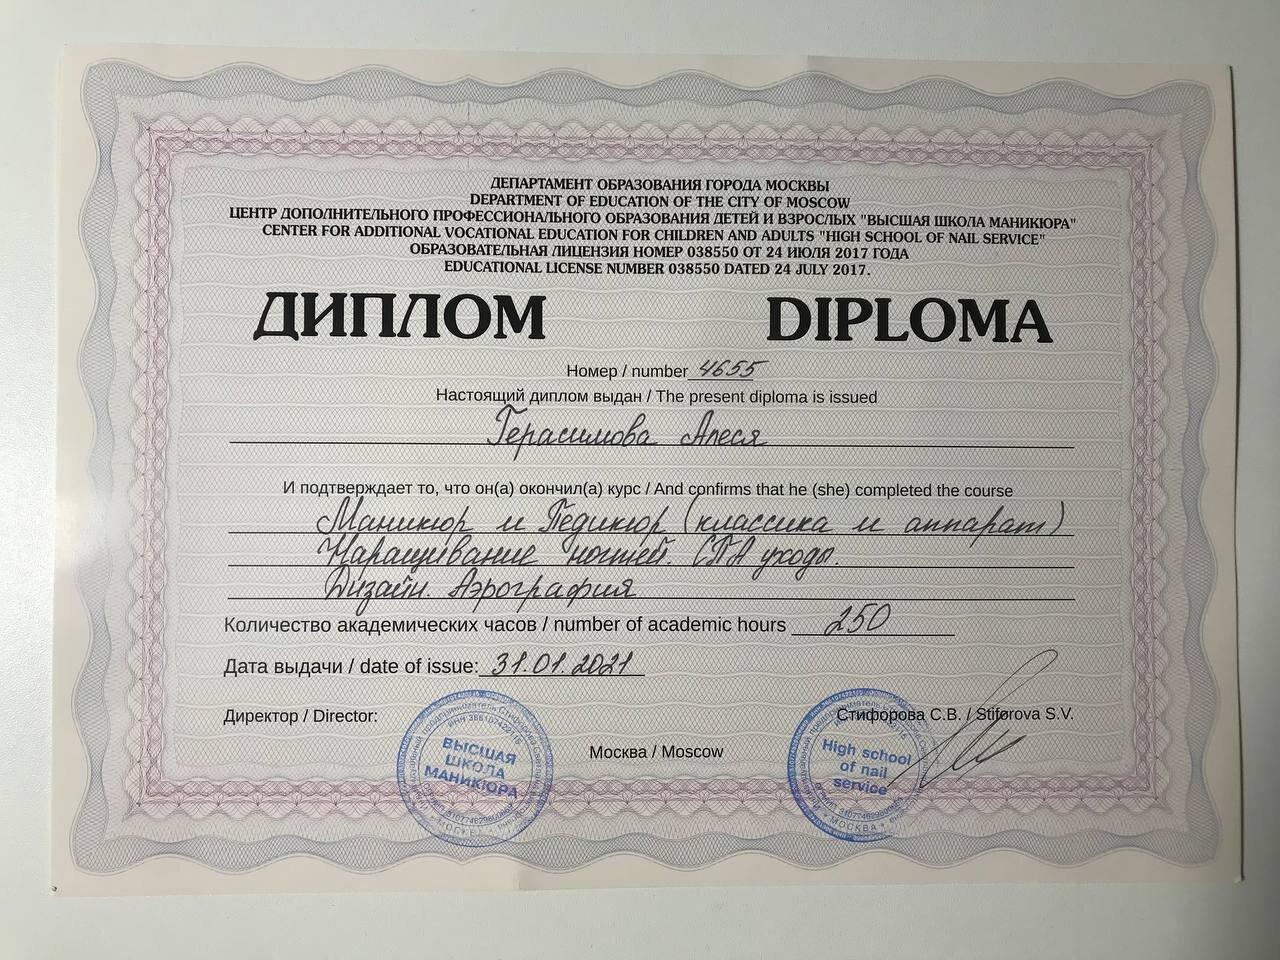 ДЕПАРТАМЕНТ ОБРАЗОВАНИЯ ГОРОДА МОСКВЫ
DEPARTMENT OF EDUCATION OF THE CITY OF MOSCOW
ЦЕНТР ДОПОЛНИТЕЛЬНОГО ПРОФЕССИОНАЛЬНОГО ОБРАЗОВАНИЯ ДЕТЕЙ И ВЗРОСЛЫХ "ВЫСШАЯ ШКОЛА МАНИКЮРА"
CENTER FOR ADDITIONAL VOCATIONAL EDUCATION FOR CHILDREN AND ADULTS "HIGH SCHOOL OF NAIL SERVICE"
ОБРАЗОВАТЕЛЬНАЯ ЛИЦЕНЗИЯ НОМЕР 038550 ОТ 24 ИЮЛЯ 2017 ГОДА
EDUCATIONAL LICENSE NUMBER 038550 DATED 24 JULY 2017.
ДИПЛОМ DIPLOMA
Номер / number 4655
Настоящий диплом выдан / The present diploma is issued
Герасимова Алеся
И подтверждает то, что он(а) окончил(а) курс / And confirms that he (she) completed the course
Маникюр и Педикюр (классика и аппарат)
Наращивание ногтей. СПА уходы.
Дизайн. Аэрография
Количество академических часов / number of academic hours 250
Дата выдачи / date of issue: 31.01.2021
Директор / Director: Стифорова С.В. / Stiforova S.V.
Москва / Moscow
ВЫСШАЯ
ШКОЛА
МАНИКЮРА
МОСКВА
High school
of nail
service
МОСКВА